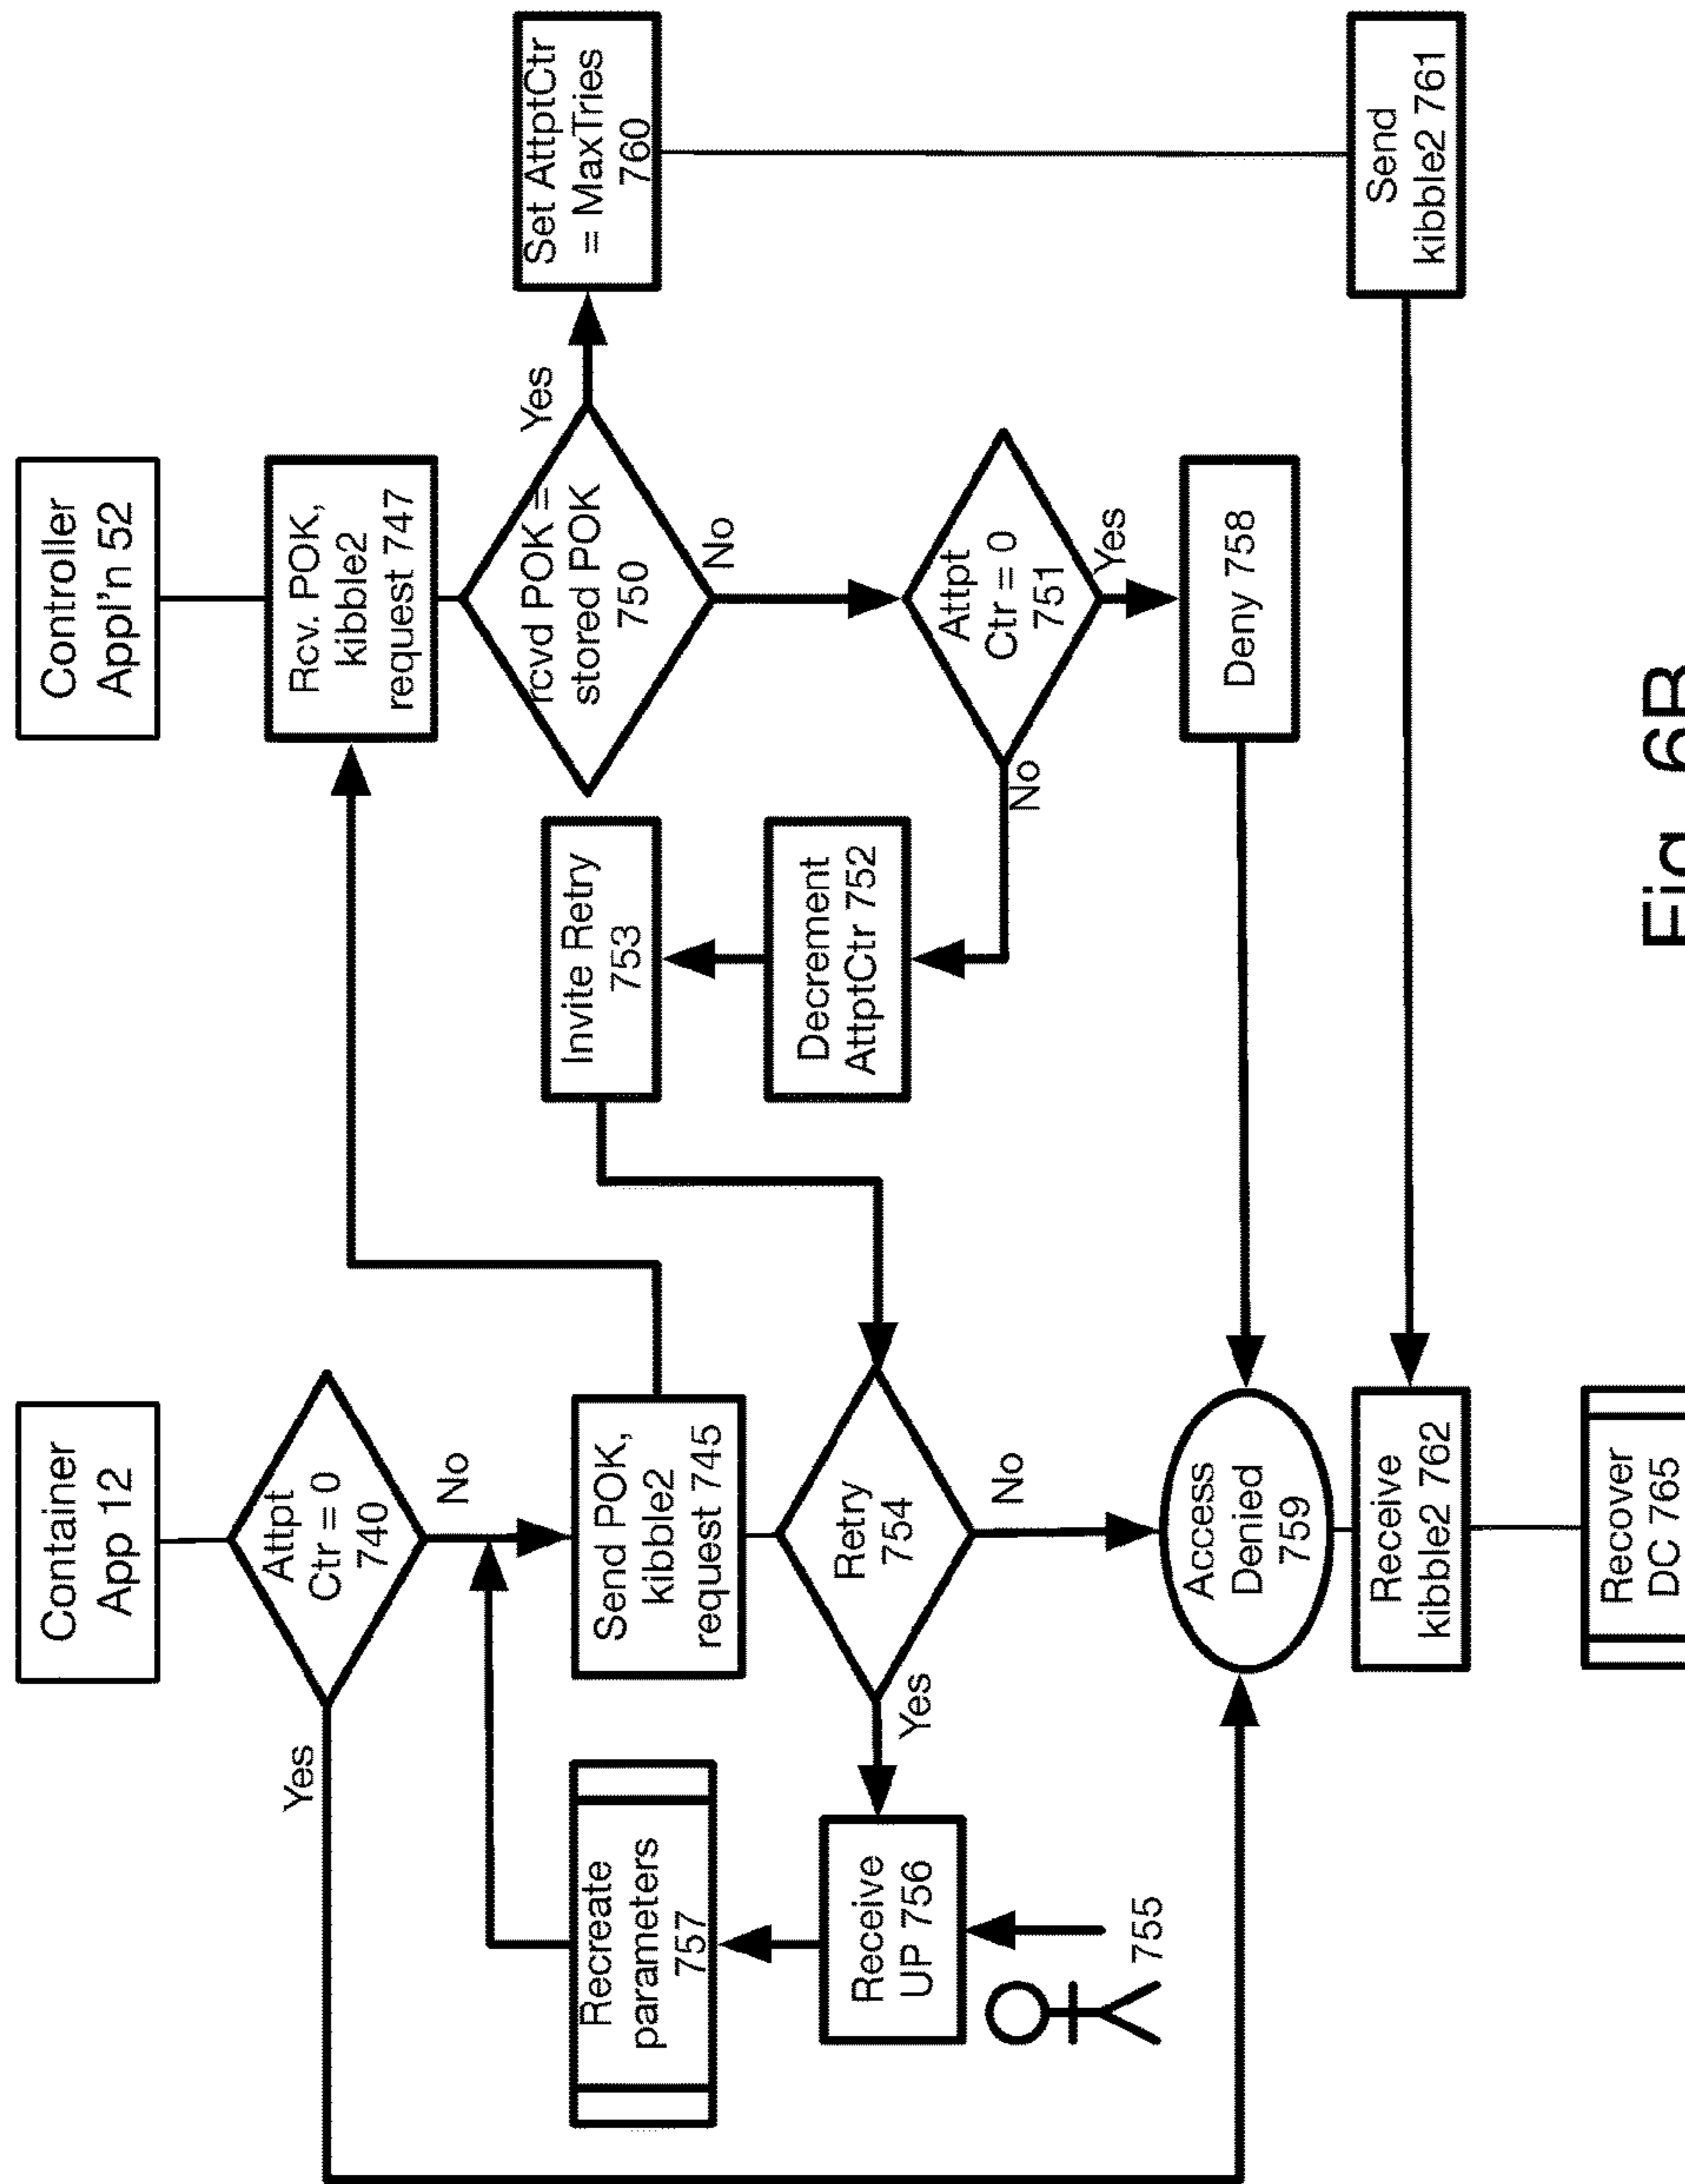 Container
App 12
Controller
Appl'n 52
Attpt
Ctr = 0
740
Yes
No
Rcv. POK,
kibble2
request 747
Send POK,
kibble2
request 745
rcvd POK =
stored POK
750
Yes
No
Set AttptCtr
= MaxTries
760
Recreate
parameters
757
Invite Retry
753
Retry
754
Yes
No
Decrement
AttptCtr 752
Attpt
Ctr = 0
751
No
Yes
Receive
UP 756
755
Access
Denied
759
Deny 758
Receive
kibble2 762
Send
kibble2 761
Recover
DC 765
Fig. 6B